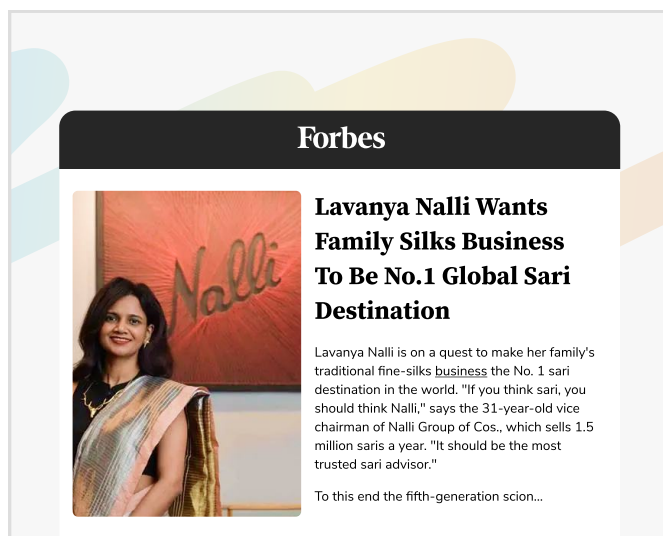 Forbes
Nalli
Lavanya Nalli Wants
Family Silks Business
To Be No.1 Global Sari
Destination
Lavanya Nalli is on a quest to make her family's
traditional fine-silks business the No. 1 sari
destination in the world. "If you think sari, you
should think Nalli," says the 31-year-old vice
chairman of Nalli Group of Cos., which sells 1.5
million saris a year. "It should be the most
trusted sari advisor."
To this end the fifth-generation scion...